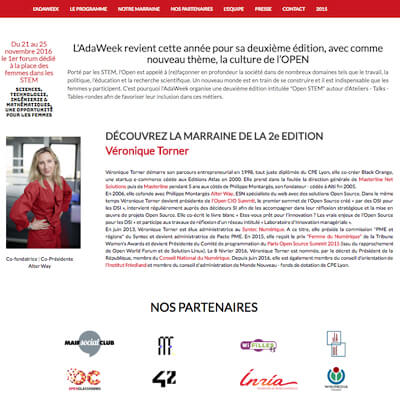 L'ADAWEEK LE PROGRAMME NOTRE MARRAINE NOS PARTENAIRES L'EQUIPE PRESSE CONTACT 2015
Du 21 au 25
novembre 2016
le 1er forum dédié
à la place des
femmes dans les
STEM
SCIENCES,
TECHNOLOGIE,
INGÉNIERIE &
MATHÉMATIQUES,
UNE OPPORTUNITÉ
POUR LES FEMMES
L'AdaWeek revient cette année pour sa deuxième édition, avec comme
nouveau thème, la culture de l'OPEN
Porté par les STEM, l'Open est appelé à (re)façonner en profondeur la société dans de nombreux domaines tels que le travail, la
politique, l'éducation et la recherche scientifique. Un nouveau monde est en train de se construire et il est indispensable que les
femmes y participent. C'est pourquoi l'AdaWeek organise une deuxième édition intitulée "Open STEM" autour d'Ateliers - Talks -
Tables-rondes afin de favoriser leur inclusion dans ces métiers.
DÉCOUVREZ LA MARRAINE DE LA 2e EDITION
Véronique Torner
Véronique Torner démarre son parcours entrepreneurial en 1998, tout juste diplômée du CPE Lyon, elle co-créer Black Orange,
une startup e-commerce cédée aux Editions Atlas en 2000. Elle prend dans la foulée la direction générale de Masterline Net
Solutions puis de Masterline pendant 5 ans aux côtés de Philippe Montargès, son fondateur - cédée à Abi fin 2005.
En 2006, elle cofonde avec Philippe Montargès Alter Way, ESN spécialiste du web avec des solutions Open Source. Dans le même
temps Véronique Torner devient présidente de l'Open CIO Summit, le premier sommet de l'Open Source créé « par des DSI pour
les DSI », intervient régulièrement auprès des décideurs SI afin de les accompagner dans leur réflexion stratégique et la mise en
œuvre de projets Open Source. Elle co-écrit le livre blanc « Etes-vous prêt pour l'innovation ? Les vrais enjeux de l'Open Source
pour les DSI » et participe aux travaux de réflexion d'un réseau intitulé « Laboratoire d'innovation managériale ».
En juin 2013, Véronique Torner est élue administratrice au Syntec Numérique. A ce titre, elle préside la commission "PME et
régions" du Syntec et devient administratrice de Pacte PME. En 2015, elle reçoit le prix "Femme du Numérique" de la Tribune
Women's Awards et devient Présidente du Comité de programmation du Paris Open Source Summit 2015 (issu du rapprochement
de Open World Forum et de Solution Linux). Le 8 février 2016, Véronique Torner est nommée, par le décret du Président de la
République, membre du Conseil National du Numérique. Depuis juin 2016, elle est également membre du conseil d'orientation de
l'Institut Friedland et membre du conseil d'administration de Monde Nouveau - fonds de dotation de CPE Lyon.
Co-fondatrice | Co-Présidente
Alter Way
NOS PARTENAIRES
MAIF social CLUB
WI FILLES
OPENCLASSROOMS
42
Inria
WIKIMEDIA